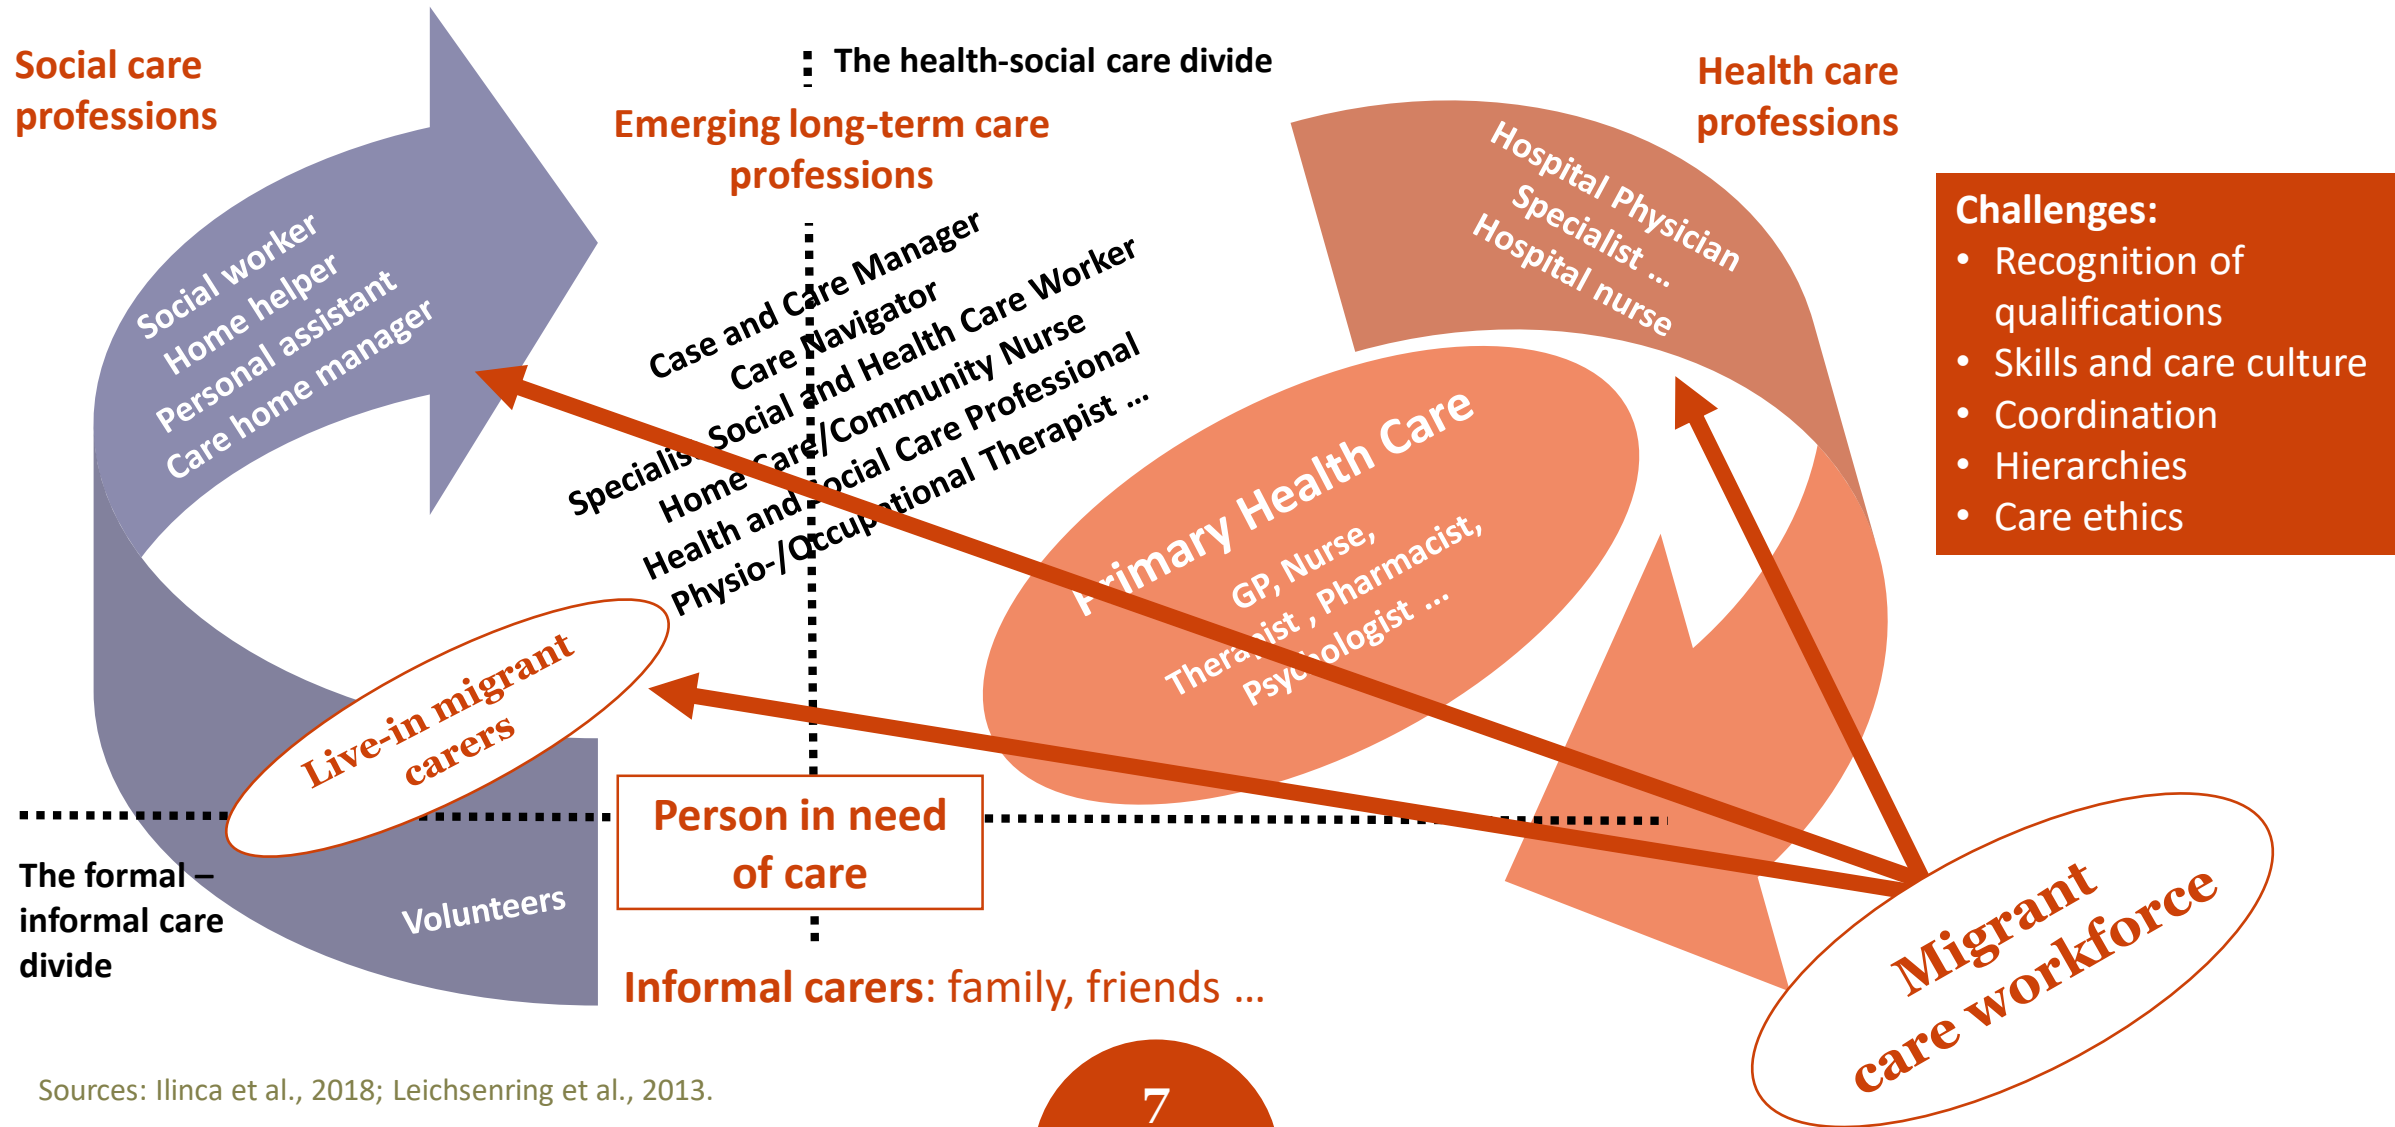 Social care
professions
The health-social care divide
Emerging long-term care
professions
Health care
professions
Social worker
Home helper
Personal assistant
Care home manager
Case and Care Manager
Care Navigator
Specialist Social and Health Care Worker
Home Care/Community Nurse
Health and Social Care Professional
Physio-/Occupational Therapist ...
Hospital Physician
Specialist ...
Hospital nurse
Challenges:
• Recognition of
qualifications
• Skills and care culture
• Coordination
• Hierarchies
• Care ethics
Primary Health Care
GP, Nurse,
Therapist , Pharmacist,
Psychologist ...
Live-in migrant
carers
Person in need
of care
The formal –
informal care
divide
Volunteers
Informal carers: family, friends ...
Migrant
care workforce
Sources: Ilinca et al., 2018; Leichsenring et al., 2013.
7